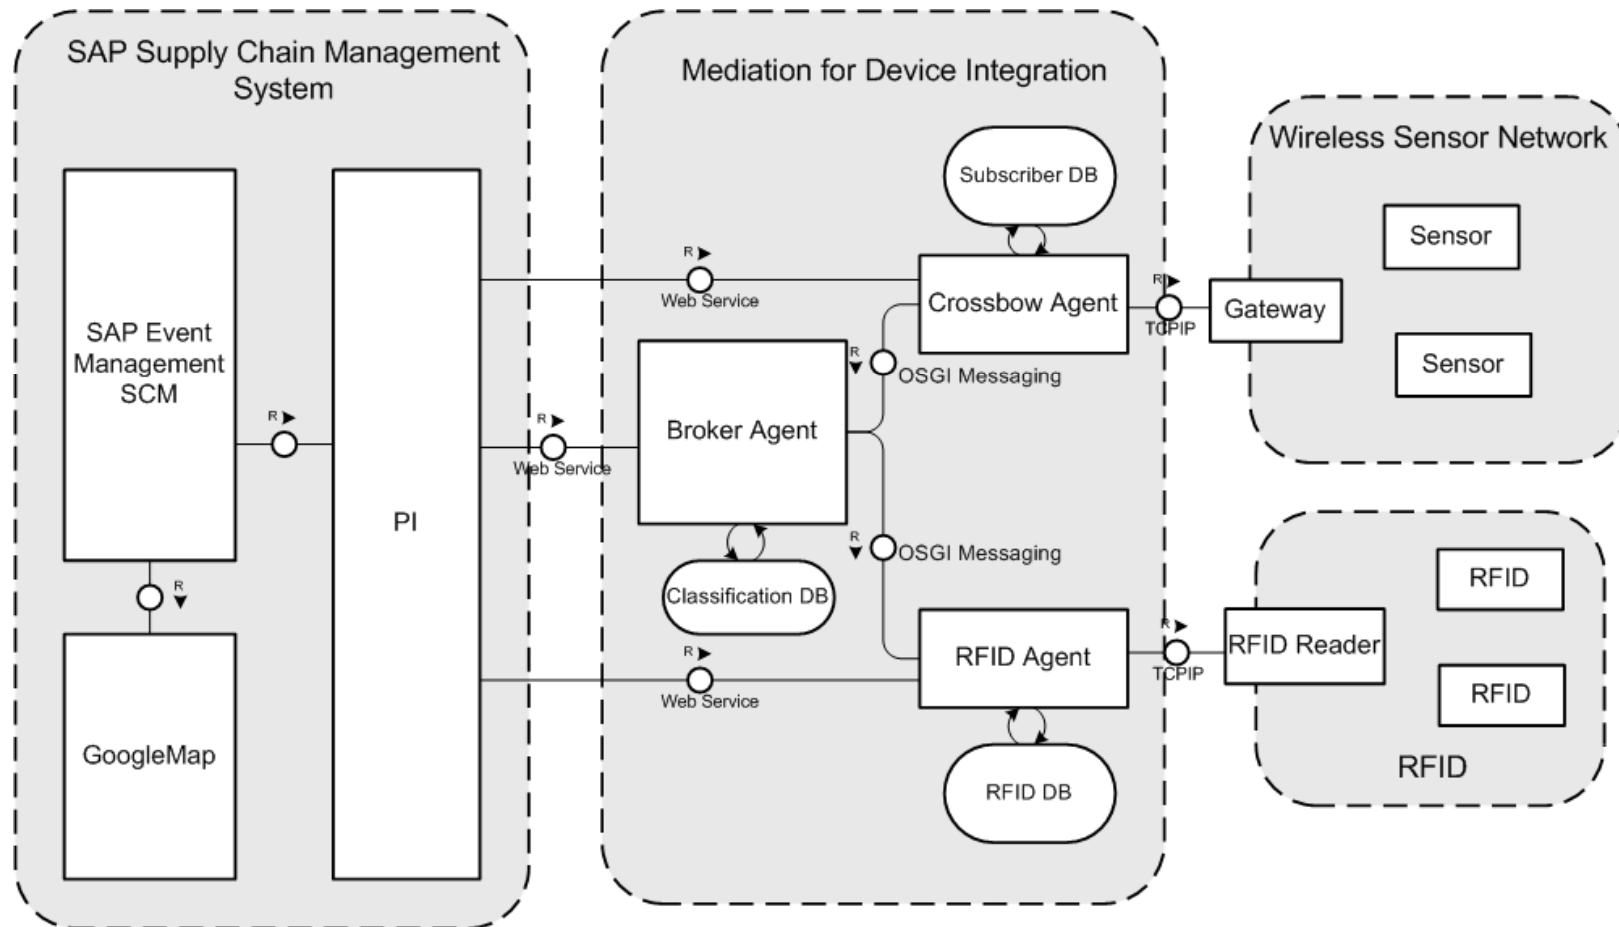 SAP Supply Chain Management
System
SAP Event
Management
SCM
R
R
GoogleMap
PI
Mediation for Device Integration
Subscriber DB
R
Web Service
Crossbow Agent
R
OSGI Messaging
R
Web Service
Broker Agent
R
OSGI Messaging
Classification DB
R
Web Service
RFID Agent
RFID DB
R
TCPIP
R
TCPIP
Wireless Sensor Network
Sensor
Gateway
Sensor
RFID
RFID Reader
RFID
RFID